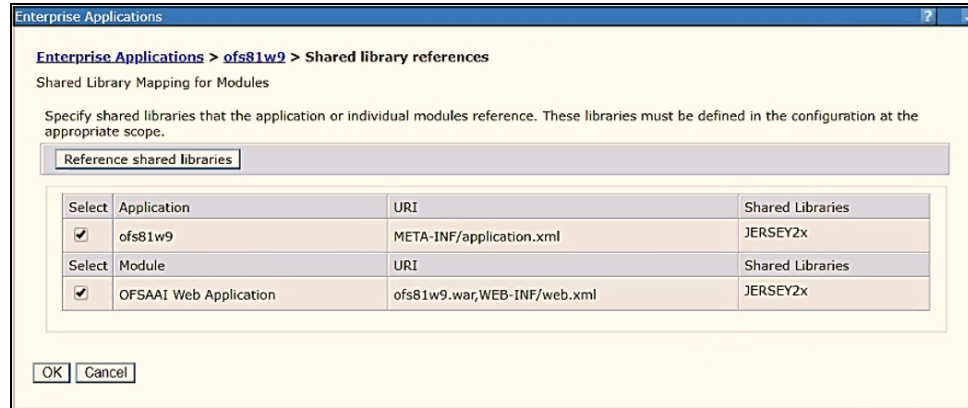 Enterprise Applications ?
Enterprise Applications > ofs81w9 > Shared library references
Shared Library Mapping for Modules
Specify shared libraries that the application or individual modules reference. These libraries must be defined in the configuration at the
appropriate scope.
Reference shared libraries
Select Application URI Shared Libraries
ofs81w9 META-INF/application.xml JERSEY2x
Select Module URI Shared Libraries
OFSAAI Web Application ofs81w9.war,WEB-INF/web.xml JERSEY2x
OK Cancel